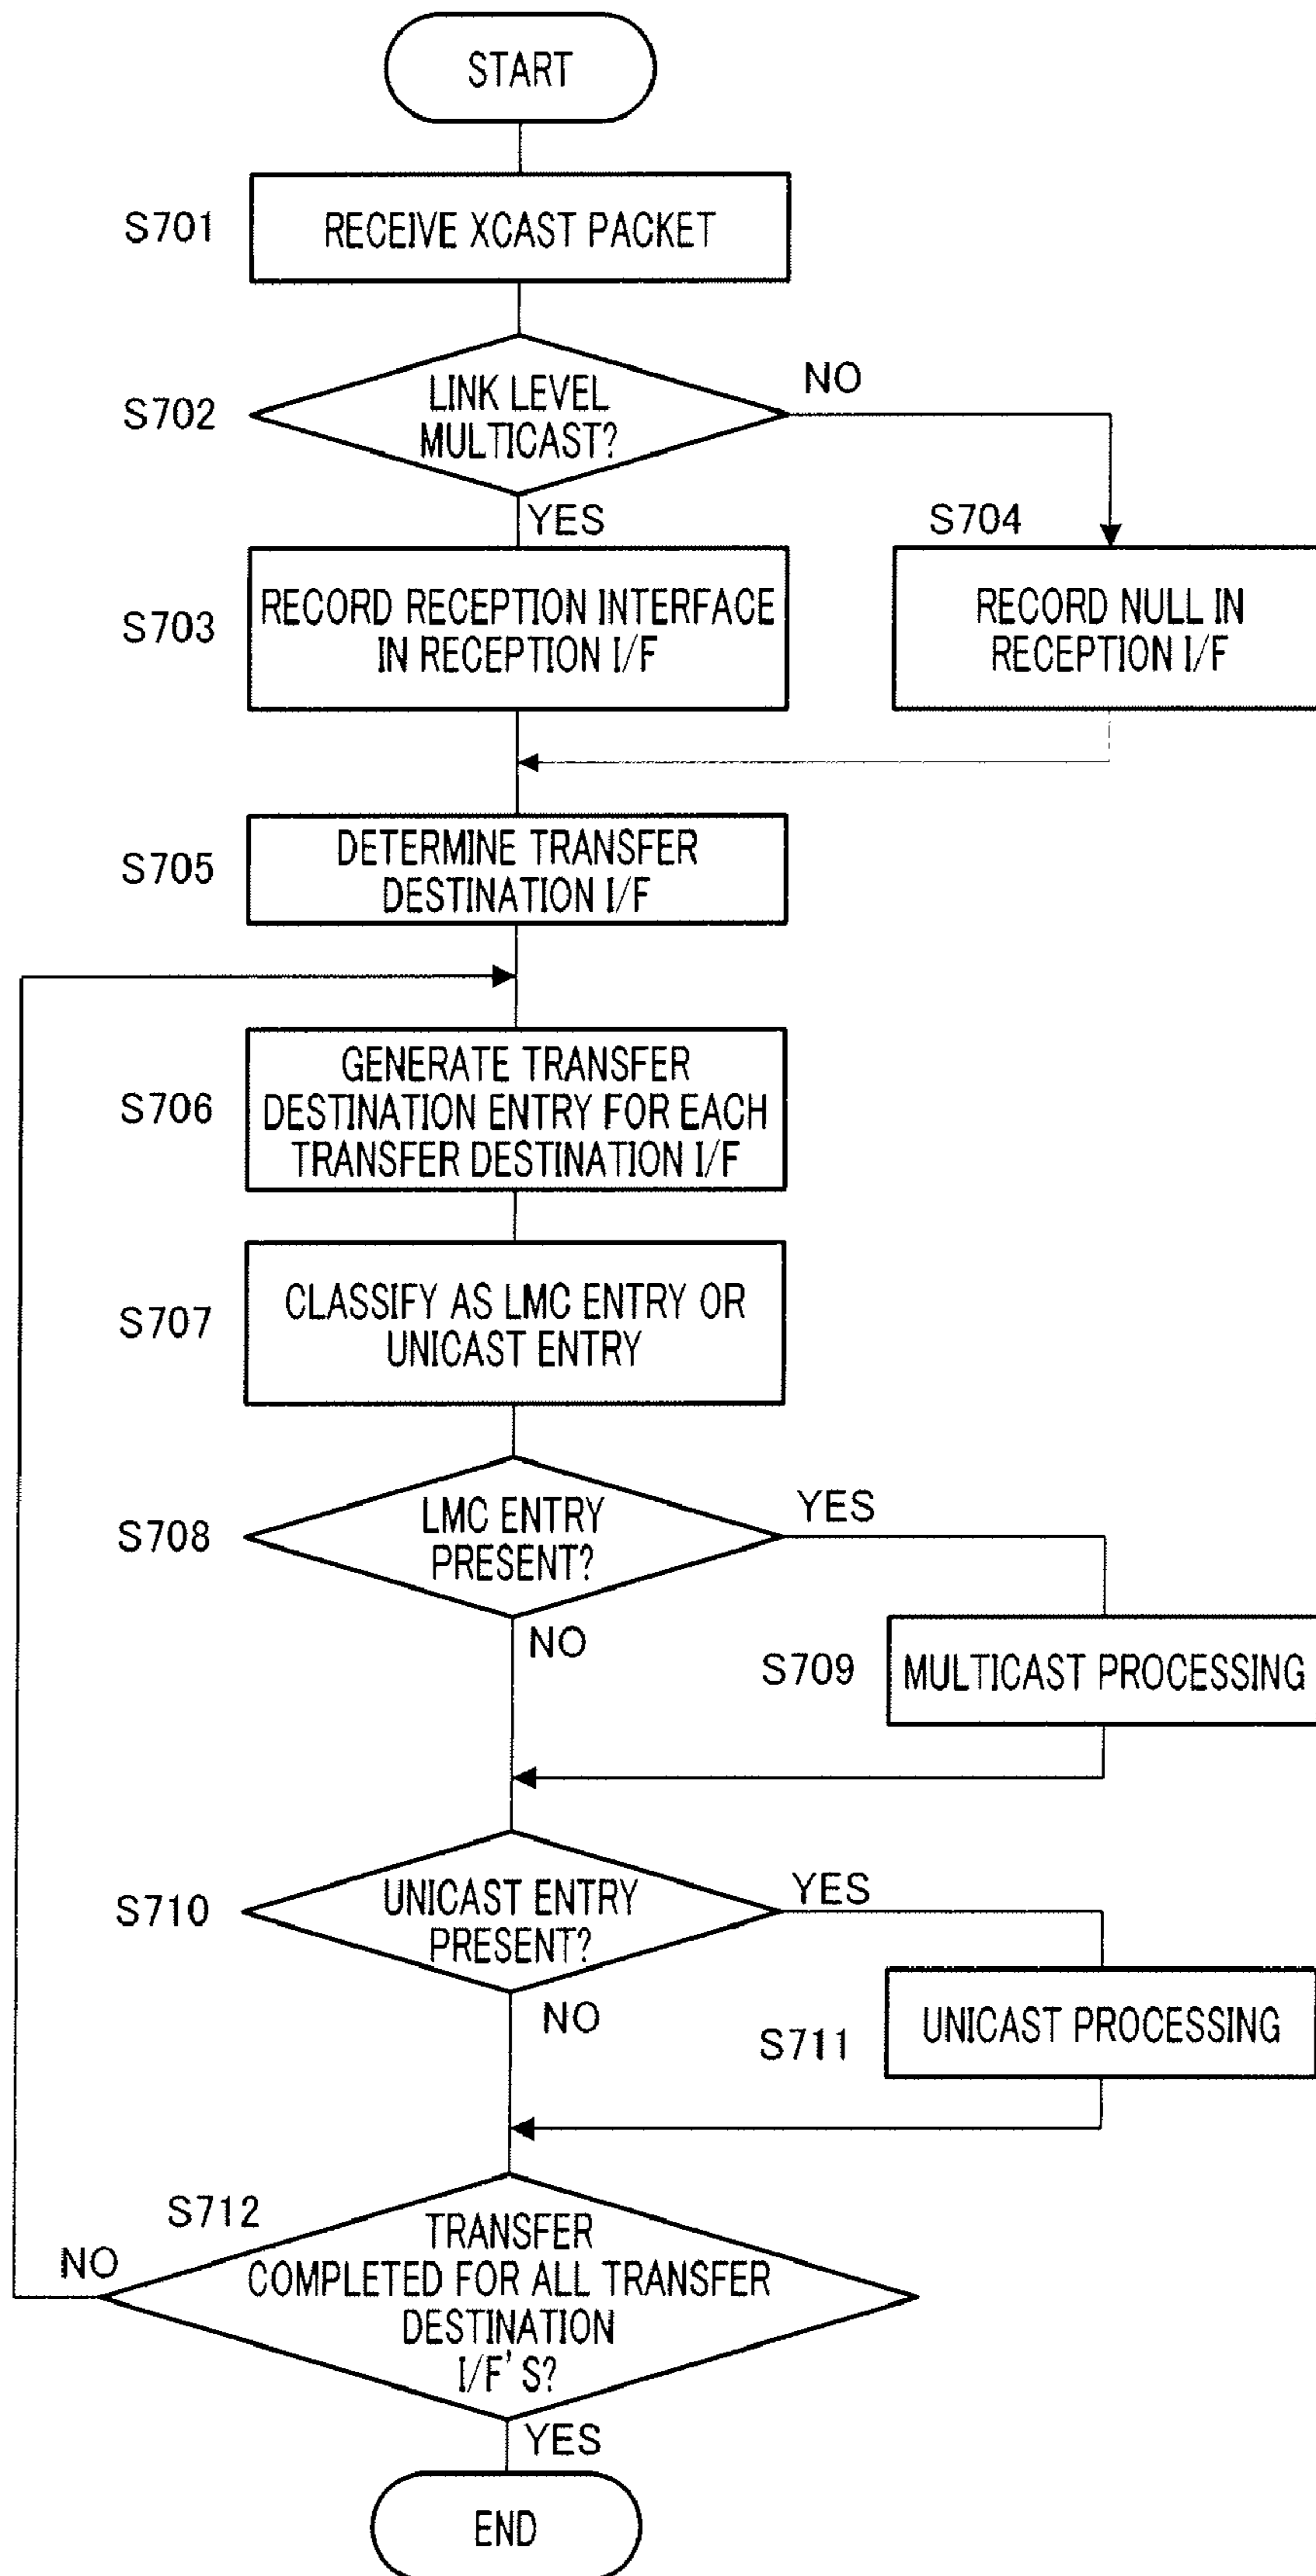 START
S701
RECEIVE XCAST PACKET
S702
LINK LEVEL
MULTICAST?
NO
YES
S703
RECORD RECEPTION INTERFACE
IN RECEPTION I/F
S704
RECORD NULL IN
RECEPTION I/F
S705
DETERMINE TRANSFER
DESTINATION I/F
S706
GENERATE TRANSFER
DESTINATION ENTRY FOR EACH
TRANSFER DESTINATION I/F
S707
CLASSIFY AS LMC ENTRY OR
UNICAST ENTRY
S708
LMC ENTRY
PRESENT?
YES
NO
S709
MULTICAST PROCESSING
S710
UNICAST ENTRY
PRESENT?
YES
NO
S711
UNICAST PROCESSING
S712
TRANSFER
COMPLETED FOR ALL TRANSFER
DESTINATION
I/F'S?
NO
YES
END